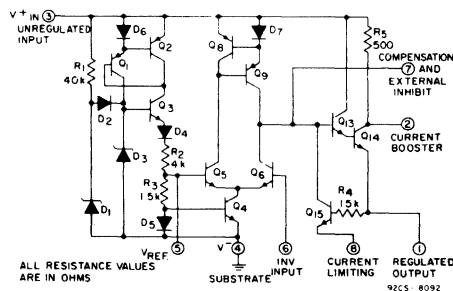 V+ IN 3
UNREGULATED
INPUT
D6
Q2
Q1
R1
40k
Q3
D2
D4
R2
4k
D3
R3
1.5k
D5
D1
VREF. 5
Q8
D7
Q9
Q5
Q6
Q4
V- 4
SUBSTRATE
6
INV
INPUT
R5
500
COMPENSATION
7 AND
EXTERNAL
INHIBIT
Q13
Q14
2
CURRENT
BOOSTER
R4
15k
Q15
8
CURRENT
LIMITING
1
REGULATED
OUTPUT
ALL RESISTANCE VALUES
ARE IN OHMS
92CS-8092